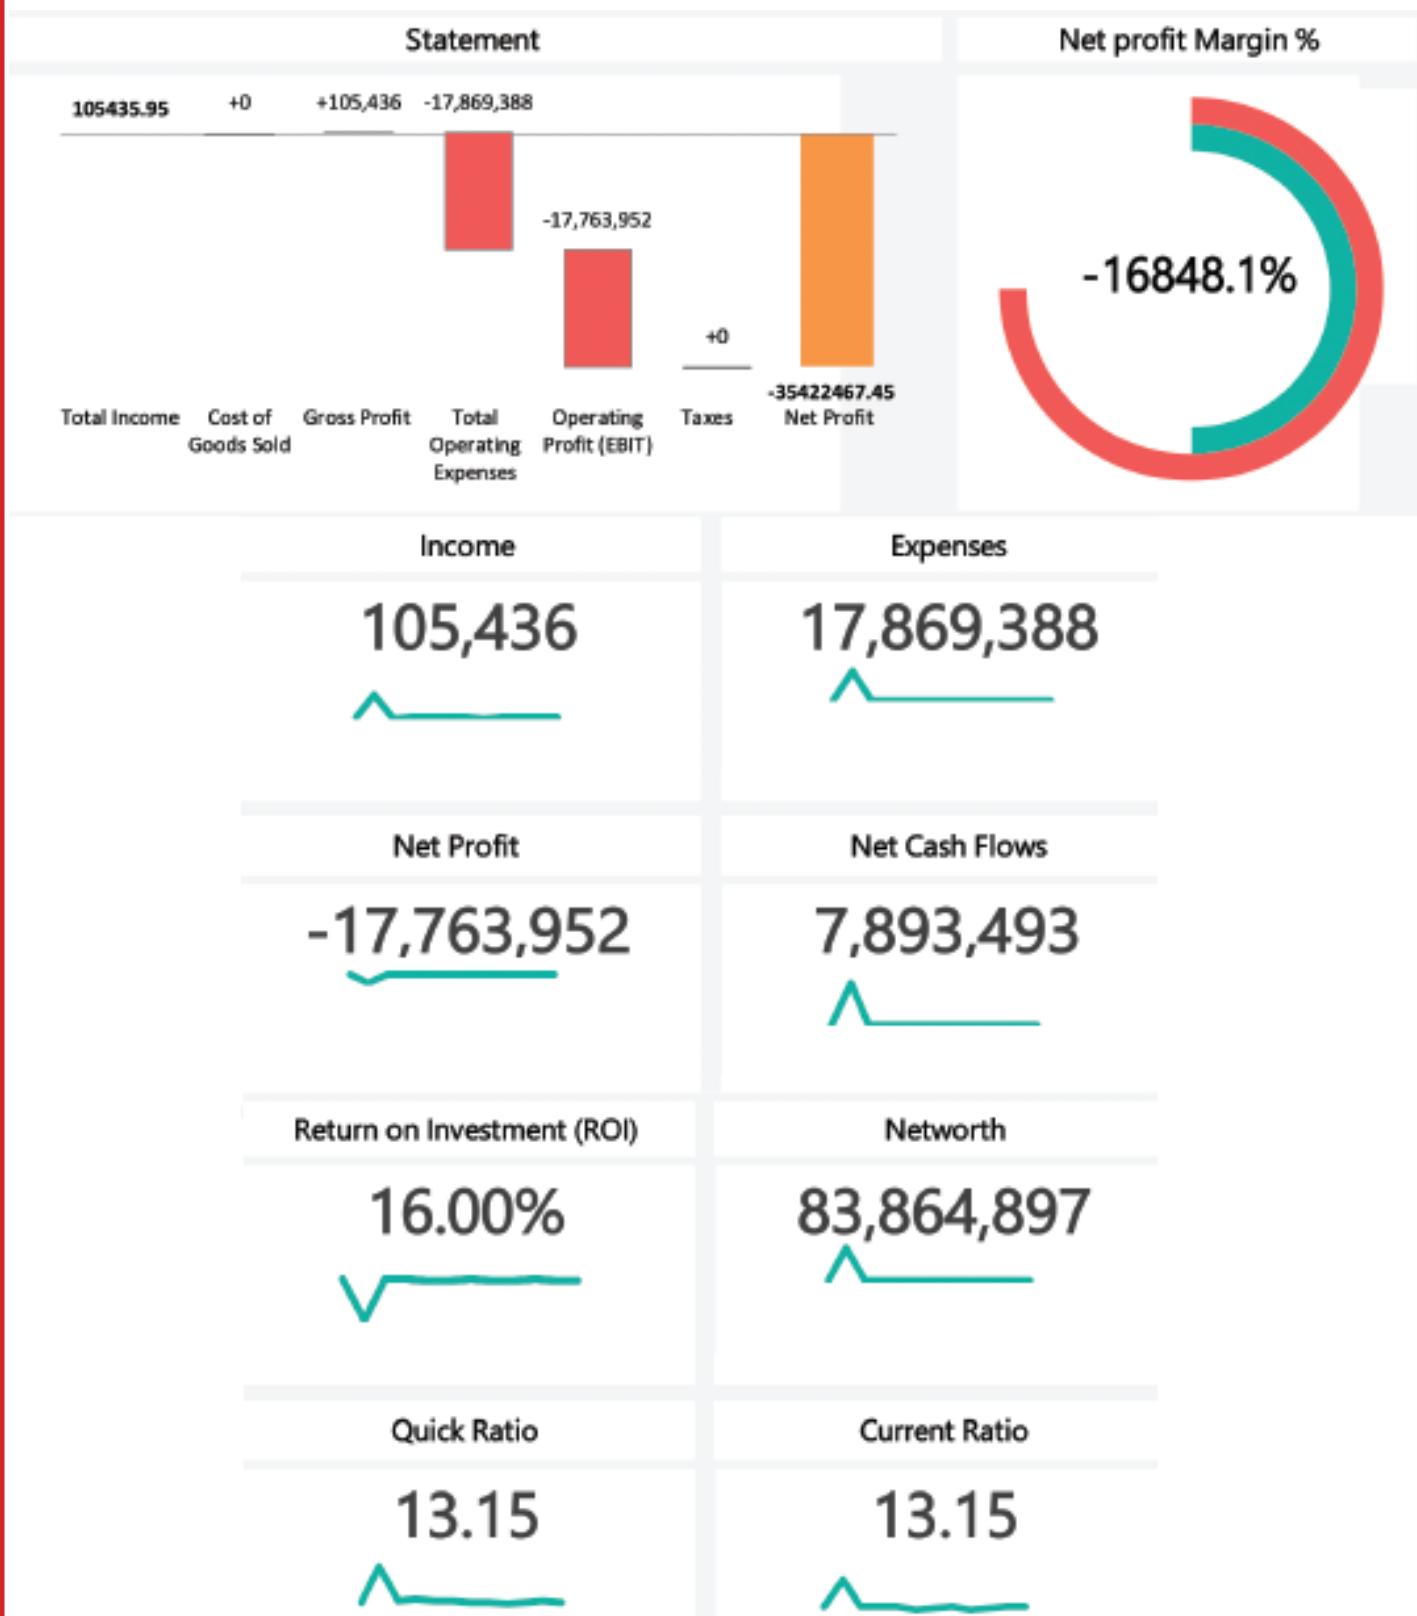 Statement
Net profit Margin %
105435.95
+0
+105,436
-17,869,388
-17,763,952
+0
-35422467.45
Total Income
Cost of
Goods Sold
Gross Profit
Total
Operating
Expenses
Operating
Profit (EBIT)
Taxes
Net Profit
-16848.1%
Income
Expenses
105,436
17,869,388
Net Profit
Net Cash Flows
-17,763,952
7,893,493
Return on Investment (ROI)
Networth
16.00%
83,864,897
Quick Ratio
Current Ratio
13.15
13.15